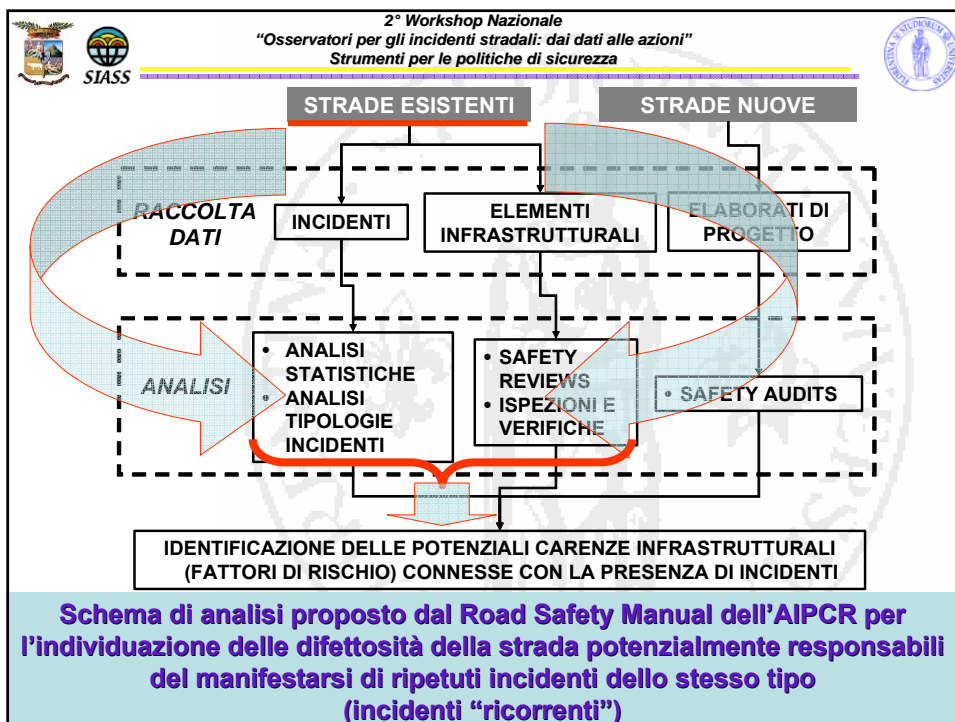 2° Workshop Nazionale
“Osservatori per gli incidenti stradali: dai dati alle azioni”
Strumenti per le politiche di sicurezza
SIASS
STRADE ESISTENTI
STRADE NUOVE
RACCOLTA
DATI
INCIDENTI
ELEMENTI
INFRASTRUTTURALI
ELABORATI DI
PROGETTO
ANALISI
• ANALISI
STATISTICHE
• ANALISI
TIPOLOGIE
INCIDENTI
• SAFETY
REVIEWS
• ISPEZIONI E
VERIFICHE
• SAFETY AUDITS
IDENTIFICAZIONE DELLE POTENZIALI CARENZE INFRASTRUTTURALI
(FATTORI DI RISCHIO) CONNESSE CON LA PRESENZA DI INCIDENTI
Schema di analisi proposto dal Road Safety Manual dell’AIPCR per
l’individuazione delle difettosità della strada potenzialmente responsabili
del manifestarsi di ripetuti incidenti dello stesso tipo
(incidenti “ricorrenti”)